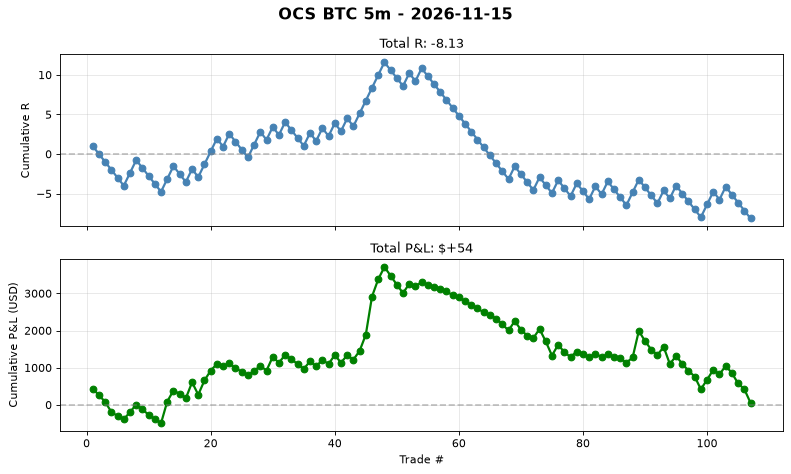 OCS BTC 5m - 2026-11-15
Total R: -8.13
Cumulative R
10
5
0
−5
Total P&L: $+54
Cumulative P&L (USD)
3000
2000
1000
0
0 20 40 60 80 100
Trade #